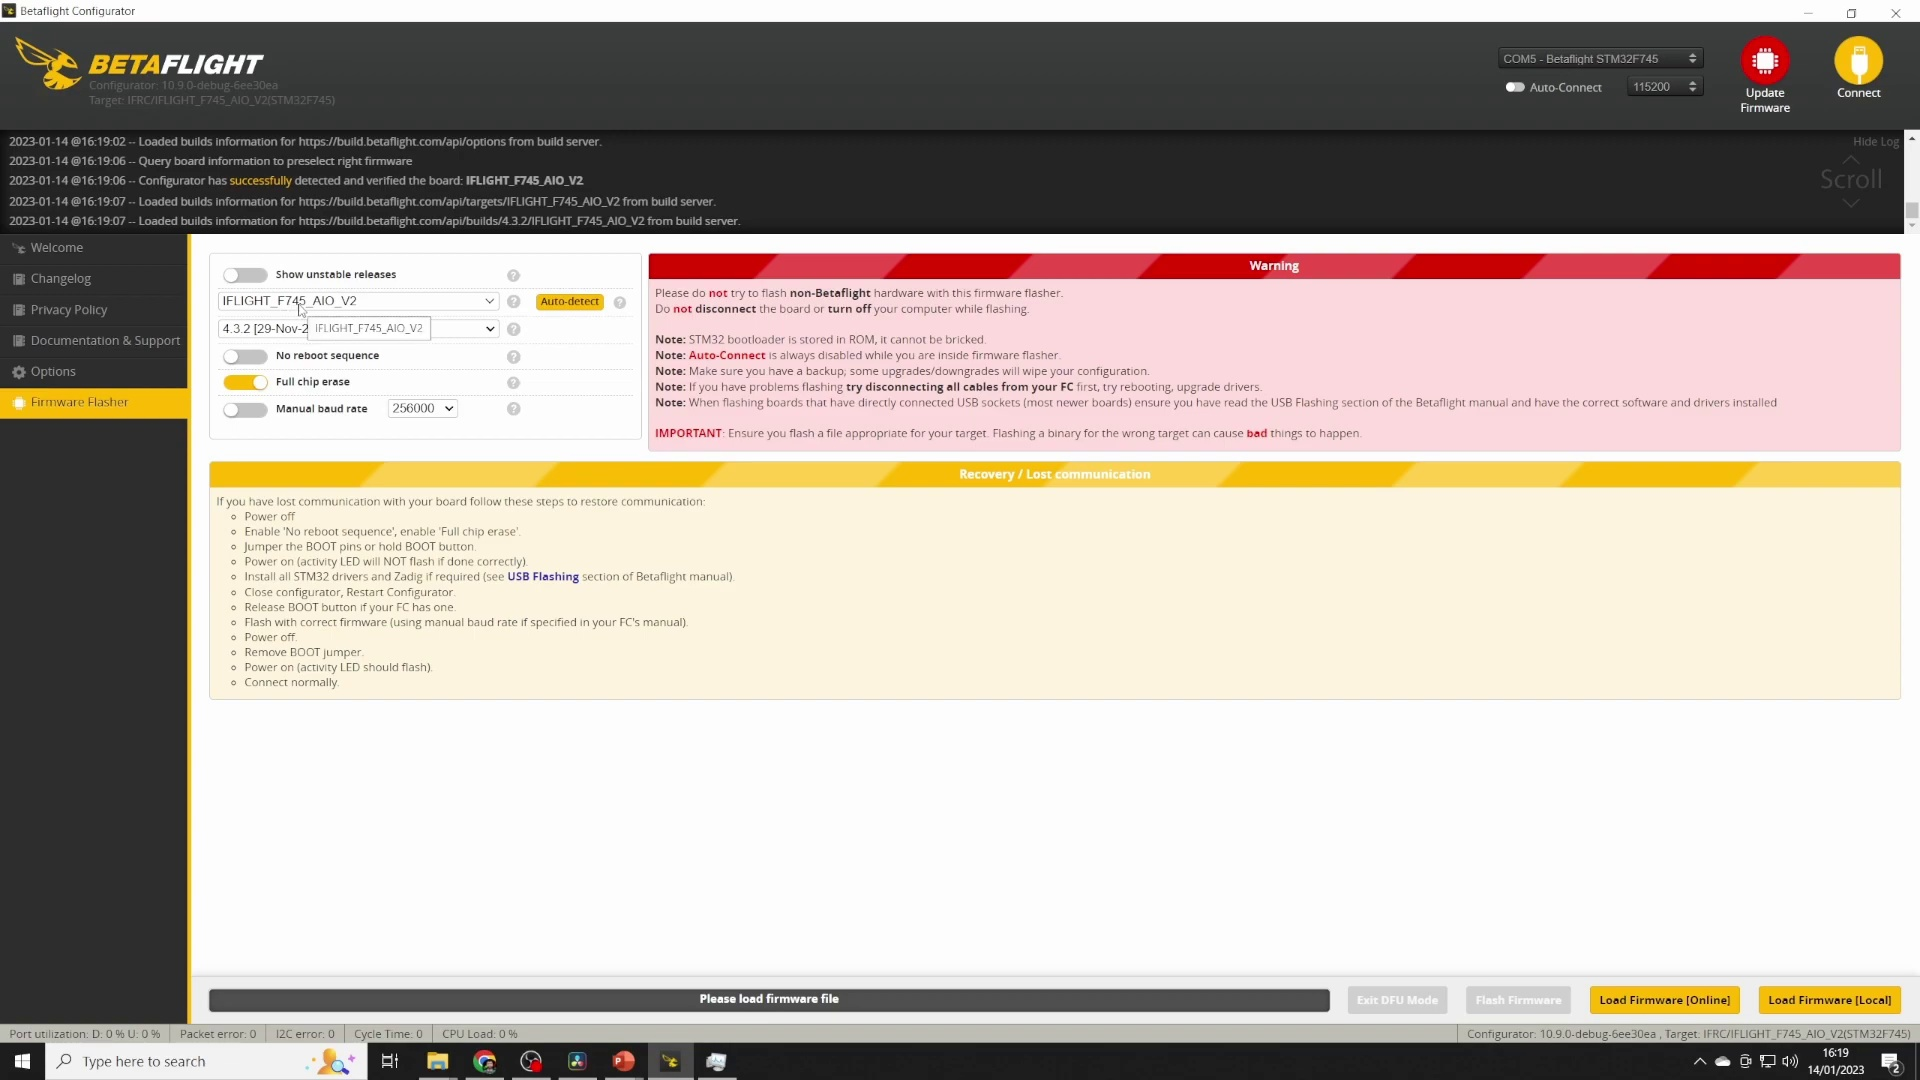 Betaflight Configurator
BETAFLIGHT
Configurator: 10.9.0-debug-6ee30ea
Target: IFRC/IFLIGHT_F745_AIO_V2(STM32F745)
COM5 - Betaflight STM32F745
Auto-Connect
115200
Update
Firmware
Connect
2023-01-14 @16:19:02 -- Loaded builds information for https://build.betaflight.com/api/options from build server.
2023-01-14 @16:19:06 -- Query board information to preselect right firmware
2023-01-14 @16:19:06 -- Configurator has successfully detected and verified the board: IFLIGHT_F745_AIO_V2
2023-01-14 @16:19:07 -- Loaded builds information for https://build.betaflight.com/api/targets/IFLIGHT_F745_AIO_V2 from build server.
2023-01-14 @16:19:07 -- Loaded builds information for https://build.betaflight.com/api/builds/4.3.2/IFLIGHT_F745_AIO_V2 from build server.
Hide Log
Scroll
Welcome
Changelog
Privacy Policy
Documentation & Support
Options
Firmware Flasher
Show unstable releases
IFLIGHT_F745_AIO_V2
Auto-detect
4.3.2 [29-Nov-2
IFLIGHT_F745_AIO_V2
No reboot sequence
Full chip erase
Manual baud rate
256000
Warning
Please do not try to flash non-Betaflight hardware with this firmware flasher.
Do not disconnect the board or turn off your computer while flashing.
Note: STM32 bootloader is stored in ROM, it cannot be bricked.
Note: Auto-Connect is always disabled while you are inside firmware flasher.
Note: Make sure you have a backup; some upgrades/downgrades will wipe your configuration.
Note: If you have problems flashing try disconnecting all cables from your FC first, try rebooting, upgrade drivers.
Note: When flashing boards that have directly connected USB sockets (most newer boards) ensure you have read the USB Flashing section of the Betaflight manual and have the correct software and drivers installed
IMPORTANT: Ensure you flash a file appropriate for your target. Flashing a binary for the wrong target can cause bad things to happen.
Recovery / Lost communication
If you have lost communication with your board follow these steps to restore communication:
Power off
Enable 'No reboot sequence', enable 'Full chip erase'.
Jumper the BOOT pins or hold BOOT button.
Power on (activity LED will NOT flash if done correctly).
Install all STM32 drivers and Zadig if required (see USB Flashing section of Betaflight manual).
Close configurator, Restart Configurator.
Release BOOT button if your FC has one.
Flash with correct firmware (using manual baud rate if specified in your FC's manual).
Power off.
Remove BOOT jumper.
Power on (activity LED should flash).
Connect normally.
Please load firmware file
Exit DFU Mode
Flash Firmware
Load Firmware [Online]
Load Firmware [Local]
Port utilization: D: 0 % U: 0 %
Packet error: 0
I2C error: 0
Cycle Time: 0
CPU Load: 0 %
Configurator: 10.9.0-debug-6ee30ea , Target: IFRC/IFLIGHT_F745_AIO_V2(STM32F745)
Type here to search
16:19
14/01/2023
2